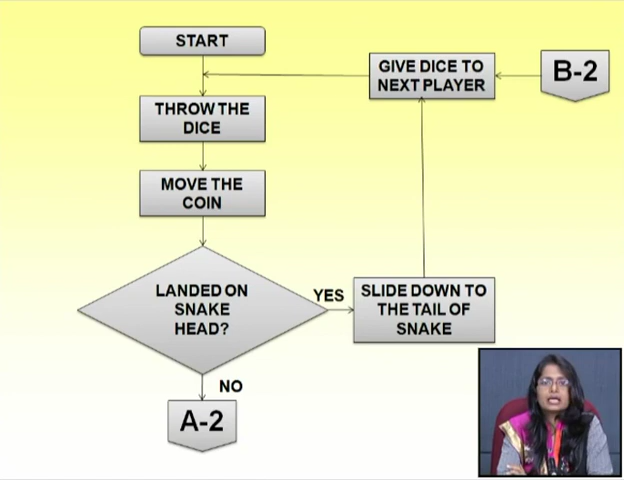 START
GIVE DICE TO
NEXT PLAYER
B-2
THROW THE
DICE
MOVE THE
COIN
LANDED ON
SNAKE
HEAD?
YES
SLIDE DOWN TO
THE TAIL OF
SNAKE
NO
A-2